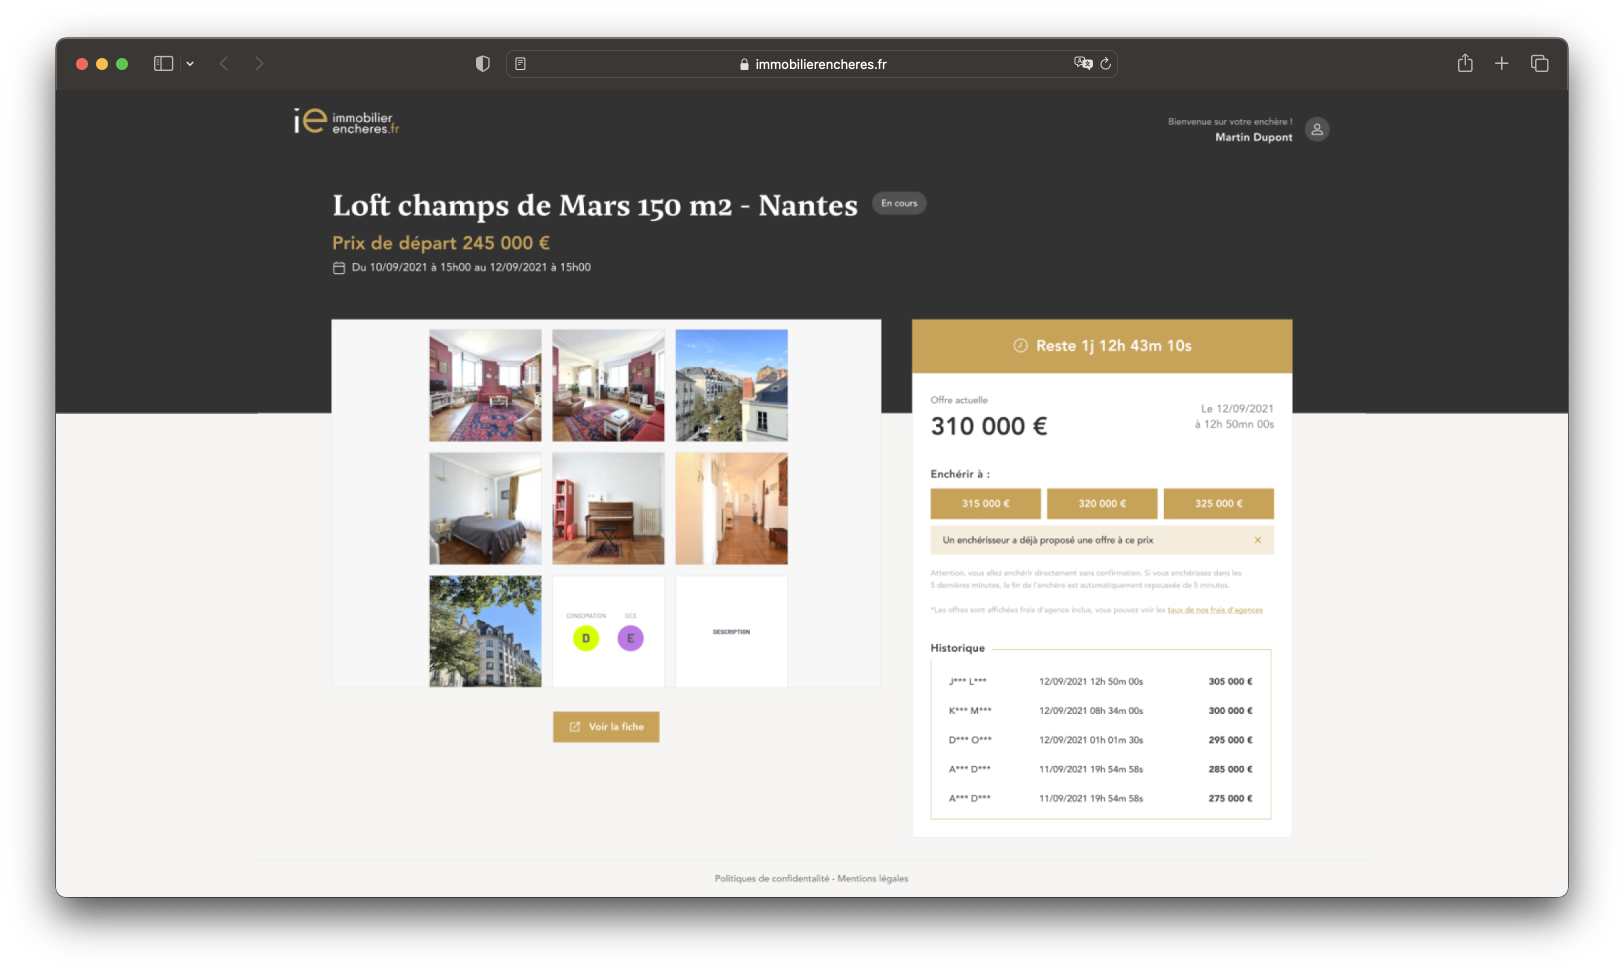 immobilierencheres.fr
ie immobilier
encheres.fr
Bienvenue sur votre enchère !
Martin Dupont
Loft champs de Mars 150 m2 - Nantes
En cours
Prix de départ 245 000 €
Du 10/09/2021 à 15h00 au 12/09/2021 à 15h00
CONSOMATION GES
D E
DESCRIPTION
Voir la fiche
Reste 1j 12h 43m 10s
Offre actuelle
310 000 €
Le 12/09/2021
à 12h 50mn 00s
Enchérir à :
315 000 € 320 000 € 325 000 €
Un enchérisseur a déjà proposé une offre à ce prix
Attention, vous allez enchérir directement sans confirmation. Si vous enchérissez dans les
5 dernières minutes, la fin de l'enchère est automatiquement repoussée de 5 minutes.
*Les offres sont affichées frais d'agence inclus, vous pouvez voir les taux de nos frais d'agences
Historique
J*** L*** 12/09/2021 12h 50m 00s 305 000 €
K*** M*** 12/09/2021 08h 34m 00s 300 000 €
D*** O*** 12/09/2021 01h 01m 30s 295 000 €
A*** D*** 11/09/2021 19h 54m 58s 285 000 €
A*** D*** 11/09/2021 19h 54m 58s 275 000 €
Politiques de confidentalité - Mentions légales